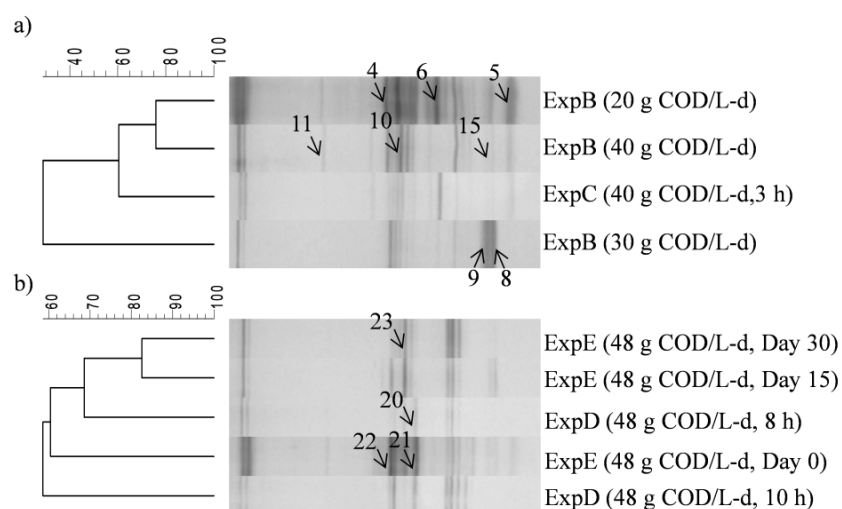 a)
40 60 80 100
4 6 5
ExpB (20 g COD/L-d)
11 10 15
ExpB (40 g COD/L-d)
ExpC (40 g COD/L-d,3 h)
ExpB (30 g COD/L-d)
9 8
b)
60 70 80 90 100
23
ExpE (48 g COD/L-d, Day 30)
ExpE (48 g COD/L-d, Day 15)
20
ExpD (48 g COD/L-d, 8 h)
22 21
ExpE (48 g COD/L-d, Day 0)
ExpD (48 g COD/L-d, 10 h)